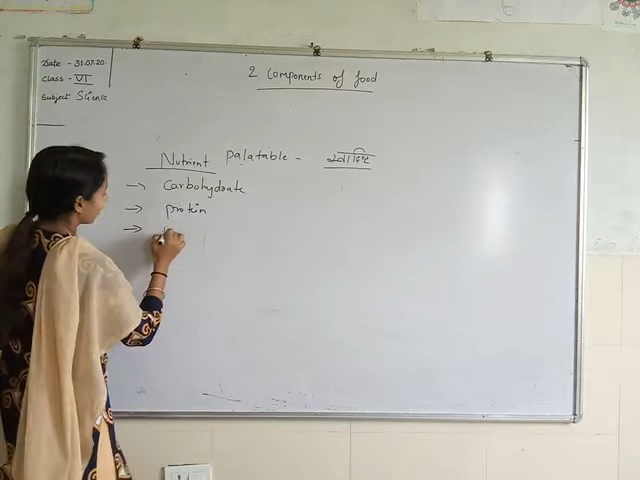 Date - 31.07.20
Class - VI
Subject Science
2 Components of food
Nutrient Palatable - स्वादिष्ट
→ Carbohydrate
→ protein
→